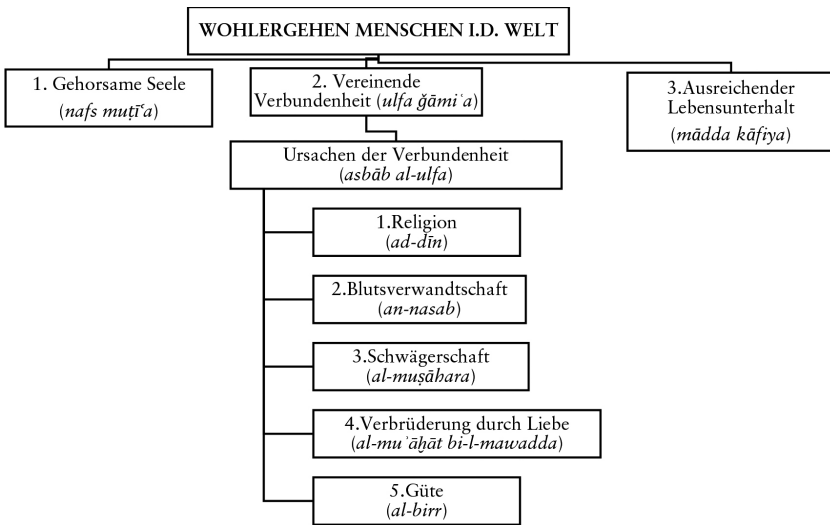 WOHLERGEHEN MENSCHEN I.D. WELT
1. Gehorsame Seele
(nafs muṭīʿa)
2. Vereinende
Verbundenheit (ulfa ǧāmiʿa)
3.Ausreichender
Lebensunterhalt
(mādda kāfiya)
Ursachen der Verbundenheit
(asbāb al-ulfa)
1.Religion
(ad-dīn)
2.Blutsverwandtschaft
(an-nasab)
3.Schwägerschaft
(al-muṣāhara)
4.Verbrüderung durch Liebe
(al-muʾāḫāt bi-l-mawadda)
5.Güte
(al-birr)